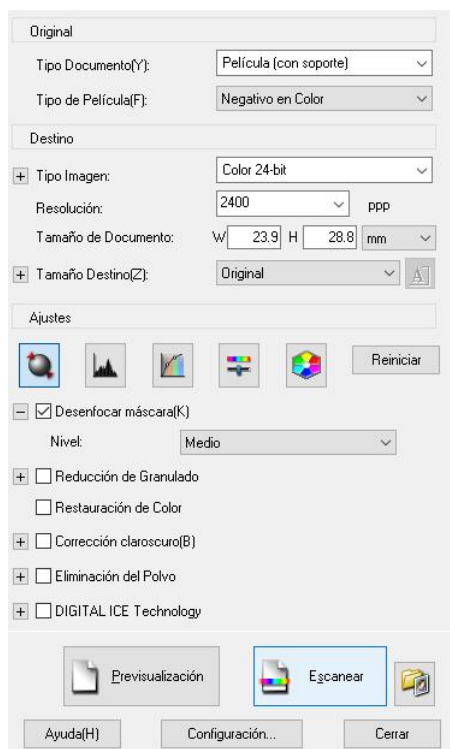 Original
Tipo Documento(Y): Película (con soporte)
Tipo de Película(F): Negativo en Color
Destino
Tipo Imagen: Color 24-bit
Resolución: 2400 ppp
Tamaño de Documento: W 23.9 H 28.8 mm
Tamaño Destino(Z): Original
Ajustes
Reiniciar
Desenfocar máscara(K)
Nivel: Medio
Reducción de Granulado
Restauración de Color
Corrección claroscuro(B)
Eliminación del Polvo
DIGITAL ICE Technology
Previsualización Escanear
Ayuda(H) Configuración... Cerrar